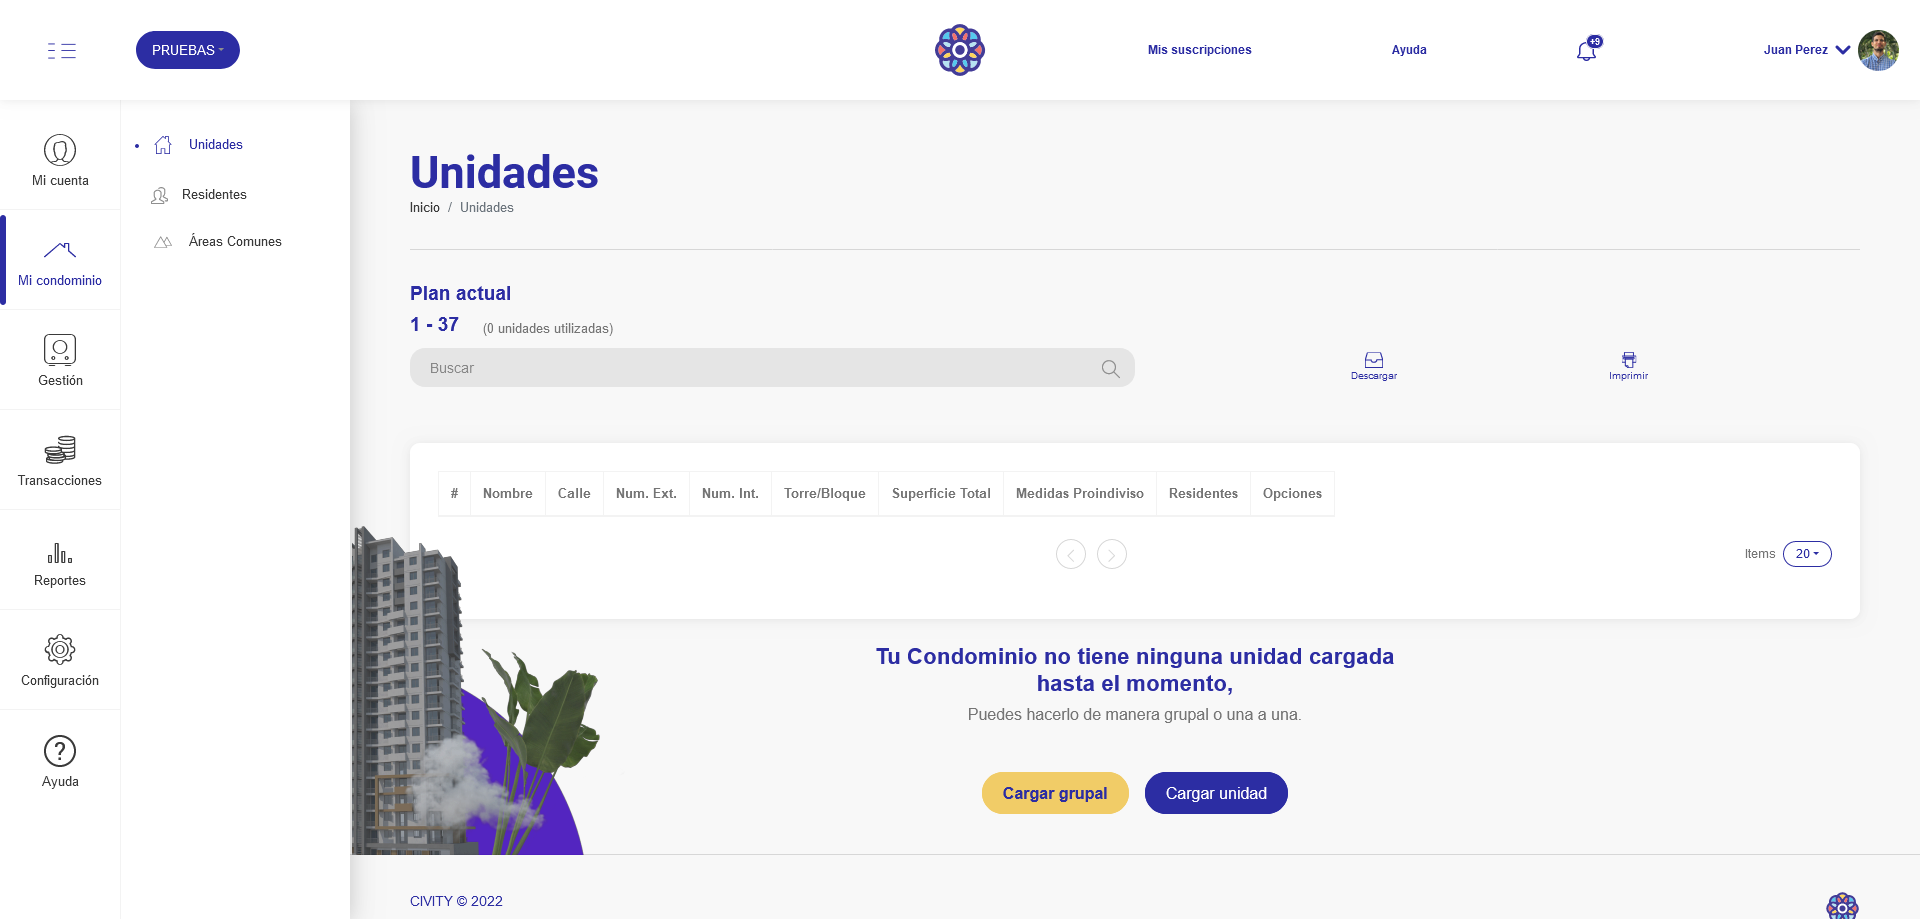 PRUEBAS
Mis suscripciones
Ayuda
+9
Juan Perez
Mi cuenta
Mi condominio
Gestión
Transacciones
Reportes
Configuración
Ayuda
Unidades
Residentes
Áreas Comunes
Unidades
Inicio / Unidades
Plan actual
1 - 37 (0 unidades utilizadas)
Buscar
Descargar
Imprimir
# Nombre Calle Num. Ext. Num. Int. Torre/Bloque Superficie Total Medidas Proindiviso Residentes Opciones
Items 20
Tu Condominio no tiene ninguna unidad cargada
hasta el momento,
Puedes hacerlo de manera grupal o una a una.
Cargar grupal
Cargar unidad
CIVITY © 2022